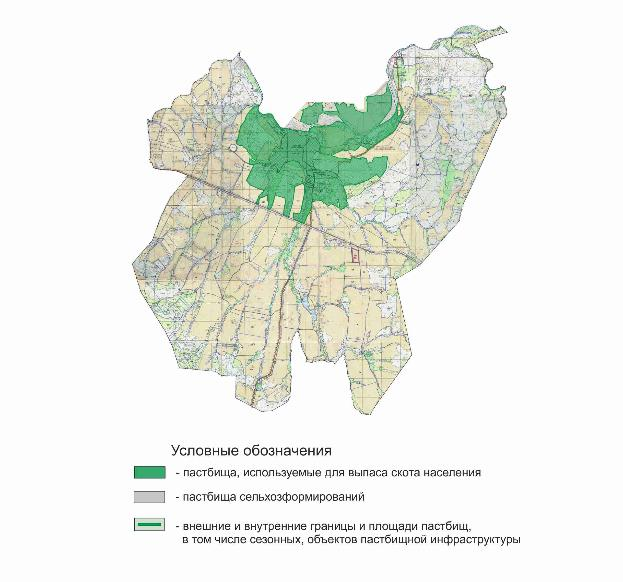 Условные обозначения
- пастбища, используемые для выпаса скота населения
- пастбища сельхозформирований
- внешние и внутренние границы и площади пастбищ,
в том числе сезонных, объектов пастбищной инфраструктуры